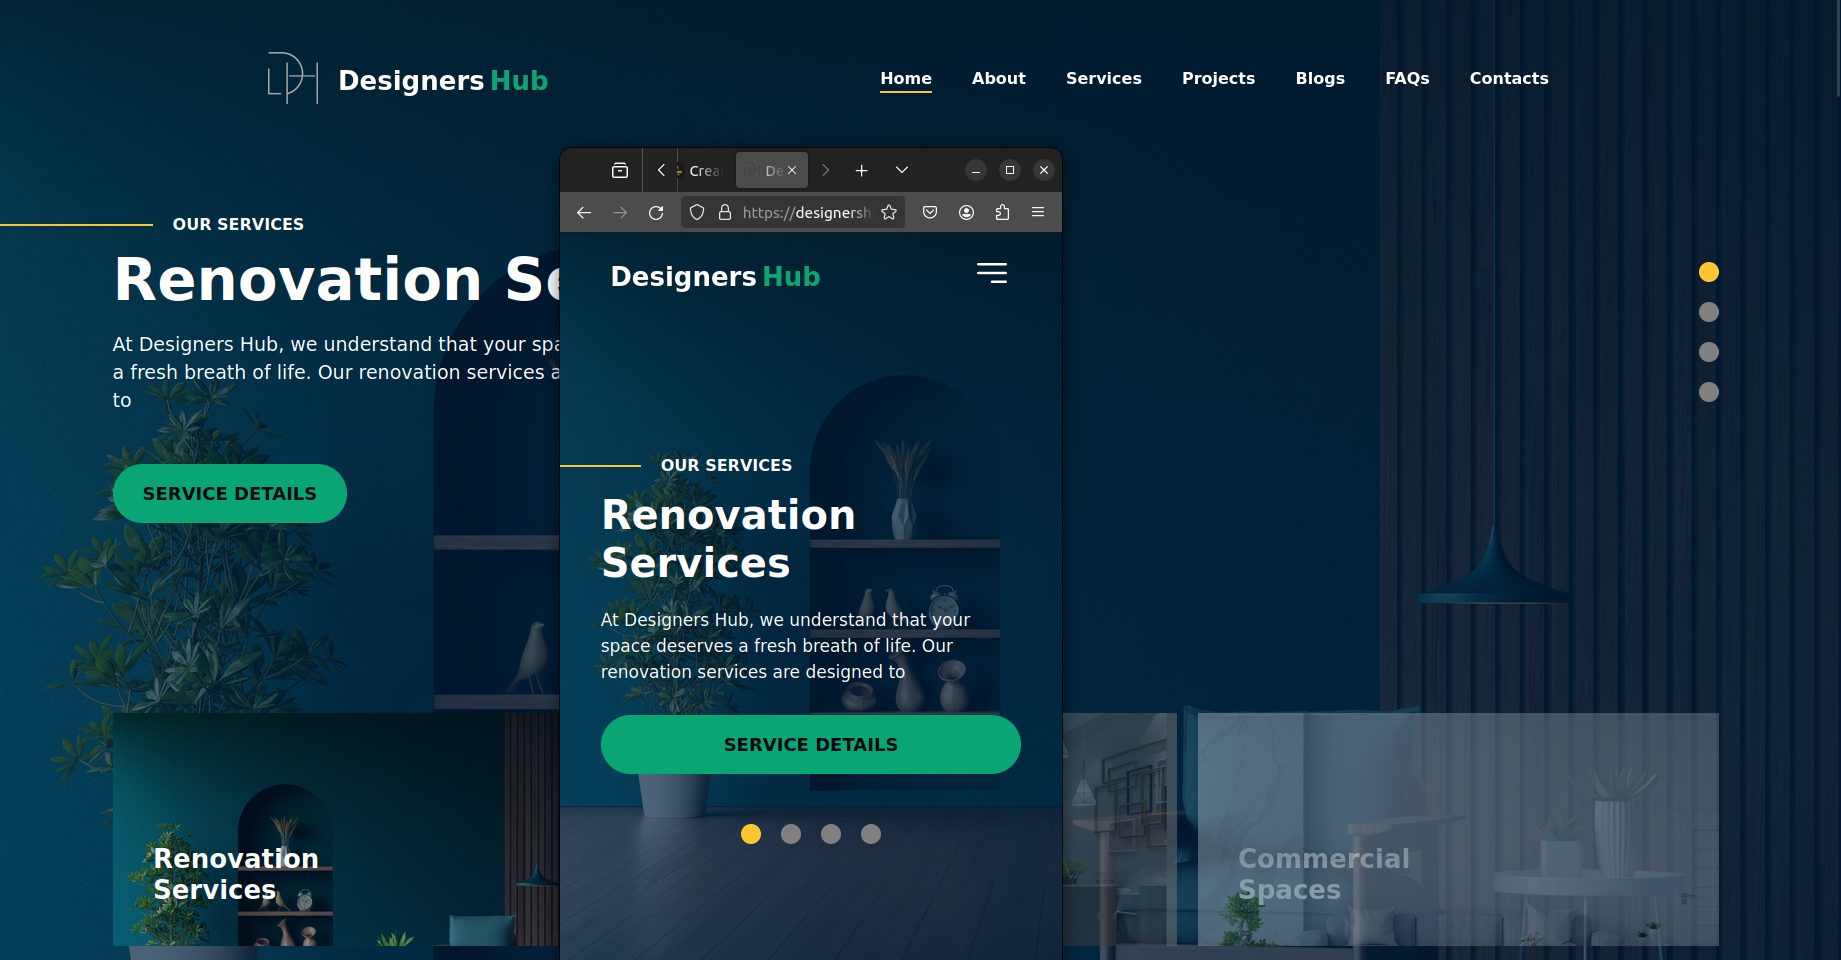 Designers Hub
Home About Services Projects Blogs FAQs Contacts
OUR SERVICES
Renovation Se
At Designers Hub, we understand that your spa
a fresh breath of life. Our renovation services a
to
SERVICE DETAILS
Renovation
Services
Crea
De
https://designersh
Designers Hub
OUR SERVICES
Renovation
Services
At Designers Hub, we understand that your
space deserves a fresh breath of life. Our
renovation services are designed to
SERVICE DETAILS
Commercial
Spaces